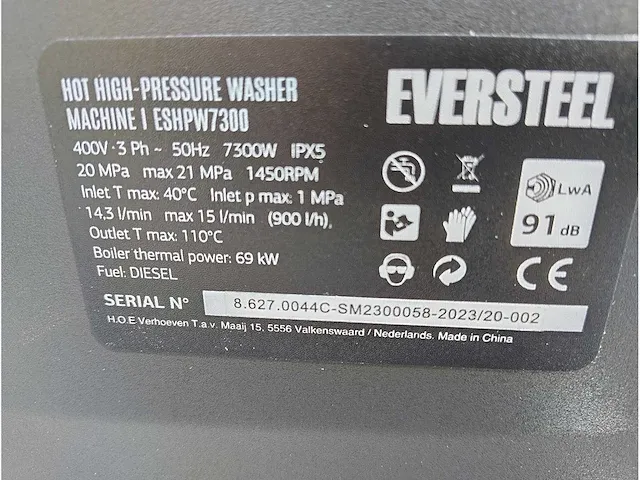 HOT HIGH-PRESSURE WASHER
MACHINE | ESHPW7300
EVERSTEEL
400V·3 Ph ~ 50Hz 7300W IPX5
20 MPa max 21 MPa 1450RPM
Inlet T max: 40°C Inlet p max: 1 MPa
14.3 l/min max 15 l/min (900 l/h).
Outlet T max: 110°C
Boiler thermal power: 69 kW
Fuel: DIESEL
LWA
91 dB
CE
SERIAL N° 8.627.0044C-SM2300058-2023/20-002
H.O.E Verhoeven T.a.v. Maaij 15, 5556 Valkenswaard / Nederlands. Made in China